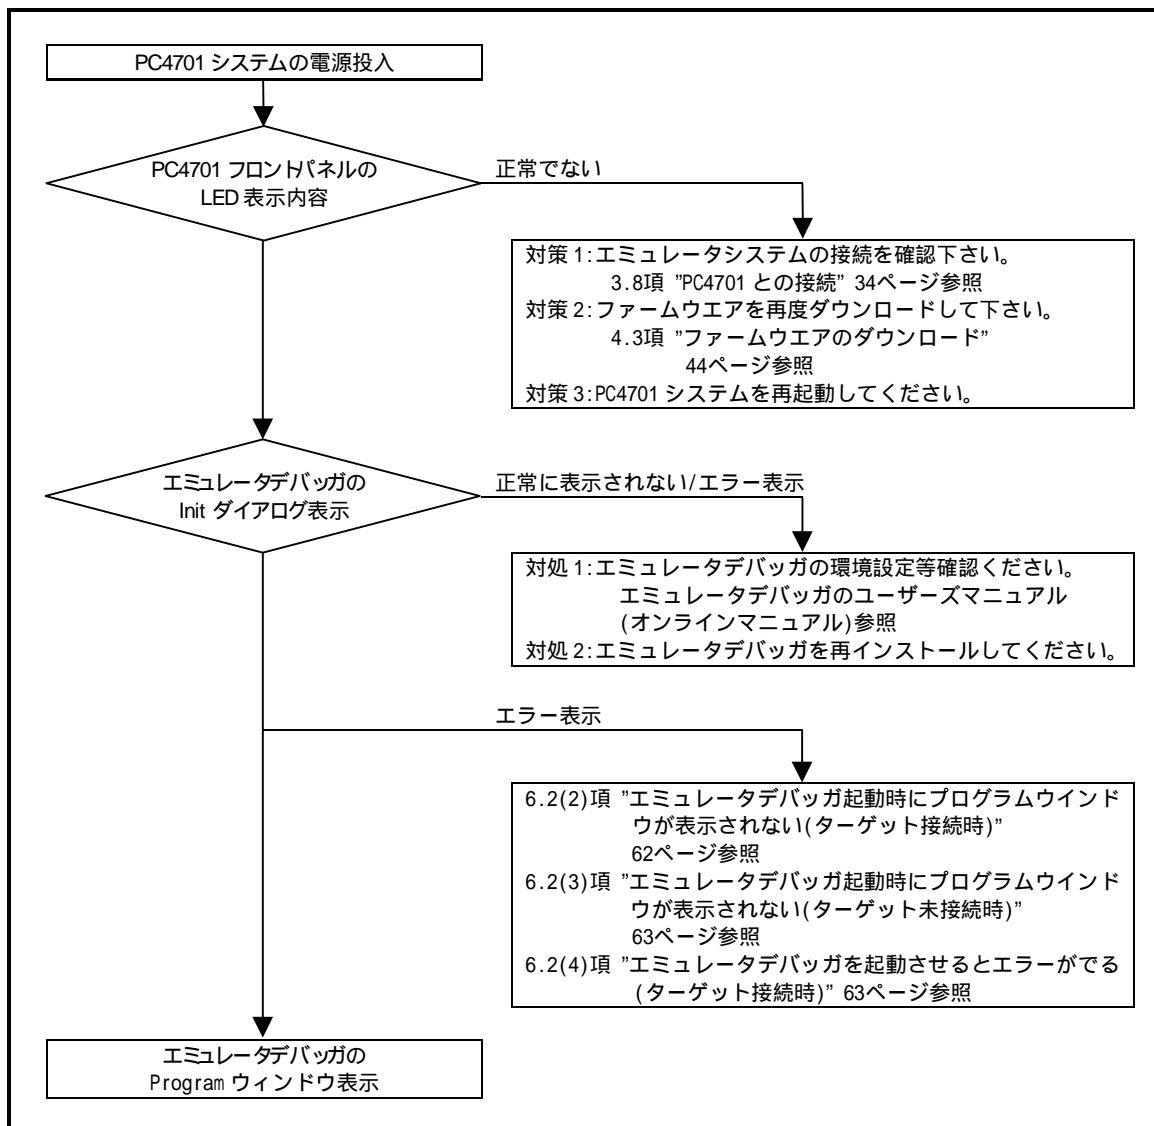 PC4701 システムの電源投入
PC4701 フロントパネルの
LED 表示内容
正常でない
対策 1:エミュレータシステムの接続を確認下さい。
3.8項 ”PC4701 との接続” 34ページ参照
対策 2:ファームウエアを再度ダウンロードして下さい。
4.3項 ”ファームウエアのダウンロード”
44ページ参照
対策 3:PC4701 システムを再起動してください。
エミュレータデバッガの
Init ダイアログ表示
正常に表示されない/エラー表示
対処 1:エミュレータデバッガの環境設定等確認ください。
エミュレータデバッガのユーザーズマニュアル
(オンラインマニュアル)参照
対処 2:エミュレータデバッガを再インストールしてください。
エラー表示
6.2(2)項 ”エミュレータデバッガ起動時にプログラムウインド
ウが表示されない(ターゲット接続時)”
62ページ参照
6.2(3)項 ”エミュレータデバッガ起動時にプログラムウインド
ウが表示されない(ターゲット未接続時)”
63ページ参照
6.2(4)項 ”エミュレータデバッガを起動させるとエラーがでる
(ターゲット接続時)” 63ページ参照
エミュレータデバッガの
Program ウィンドウ表示